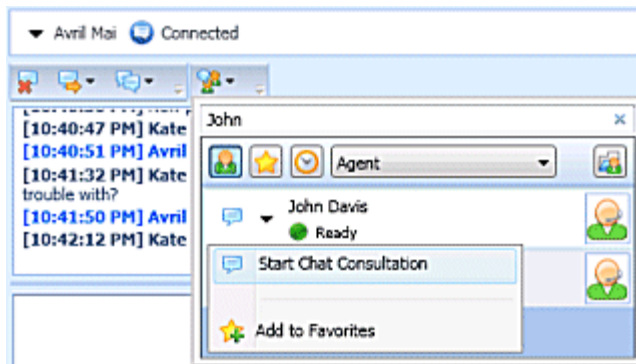 Avril Mai Connected
[10:40:47 PM] Kate
[10:40:51 PM] Avril
[10:41:32 PM] Kate
trouble with?
[10:41:50 PM] Avril
[10:42:12 PM] Kate
John
Agent
John Davis
Ready
Start Chat Consultation
Add to Favorites